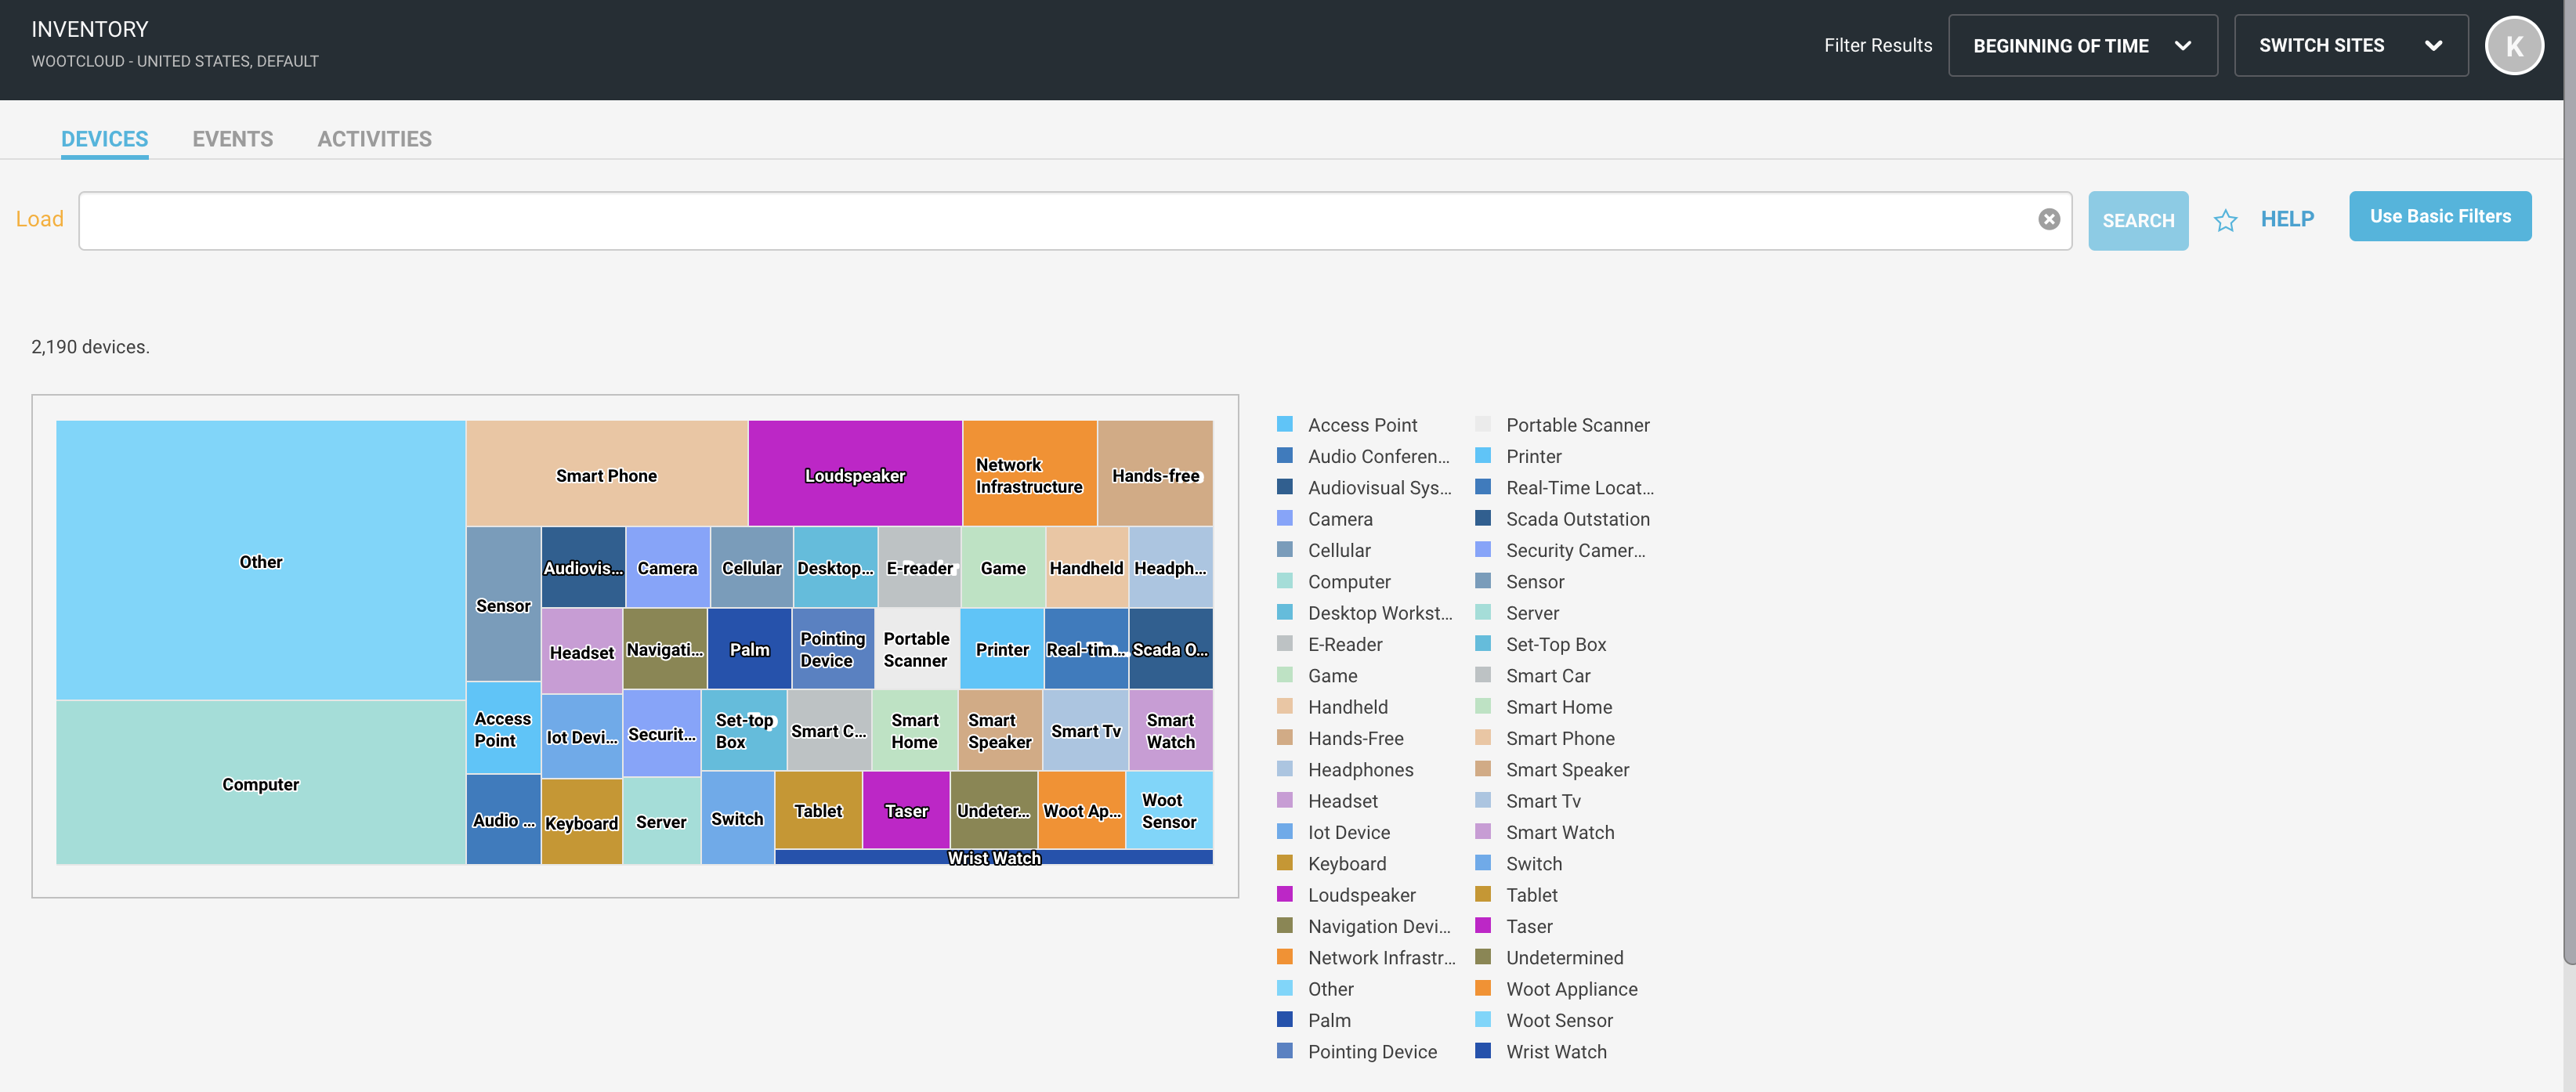 INVENTORY
WOOTCLOUD - UNITED STATES, DEFAULT
Filter Results
BEGINNING OF TIME
SWITCH SITES
K
DEVICES
EVENTS
ACTIVITIES
Load
SEARCH
HELP
Use Basic Filters
2,190 devices.
Other
Computer
Smart Phone
Loudspeaker
Network
Infrastructure
Hands-free
Sensor
Audiovis...
Camera
Cellular
Desktop...
E-reader
Game
Handheld
Headph...
Headset
Navigati...
Palm
Pointing
Device
Portable
Scanner
Printer
Real-tim...
Scada O...
Access
Point
Iot Devi...
Securit...
Set-top
Box
Smart C...
Smart
Home
Smart
Speaker
Smart Tv
Smart
Watch
Audio ...
Keyboard
Server
Switch
Tablet
Taser
Undeter...
Woot Ap...
Woot
Sensor
Wrist Watch
Access Point
Audio Conferen...
Audiovisual Sys...
Camera
Cellular
Computer
Desktop Workst...
E-Reader
Game
Handheld
Hands-Free
Headphones
Headset
Iot Device
Keyboard
Loudspeaker
Navigation Devi...
Network Infrastr...
Other
Palm
Pointing Device
Portable Scanner
Printer
Real-Time Locat...
Scada Outstation
Security Camer...
Sensor
Server
Set-Top Box
Smart Car
Smart Home
Smart Phone
Smart Speaker
Smart Tv
Smart Watch
Switch
Tablet
Taser
Undetermined
Woot Appliance
Woot Sensor
Wrist Watch